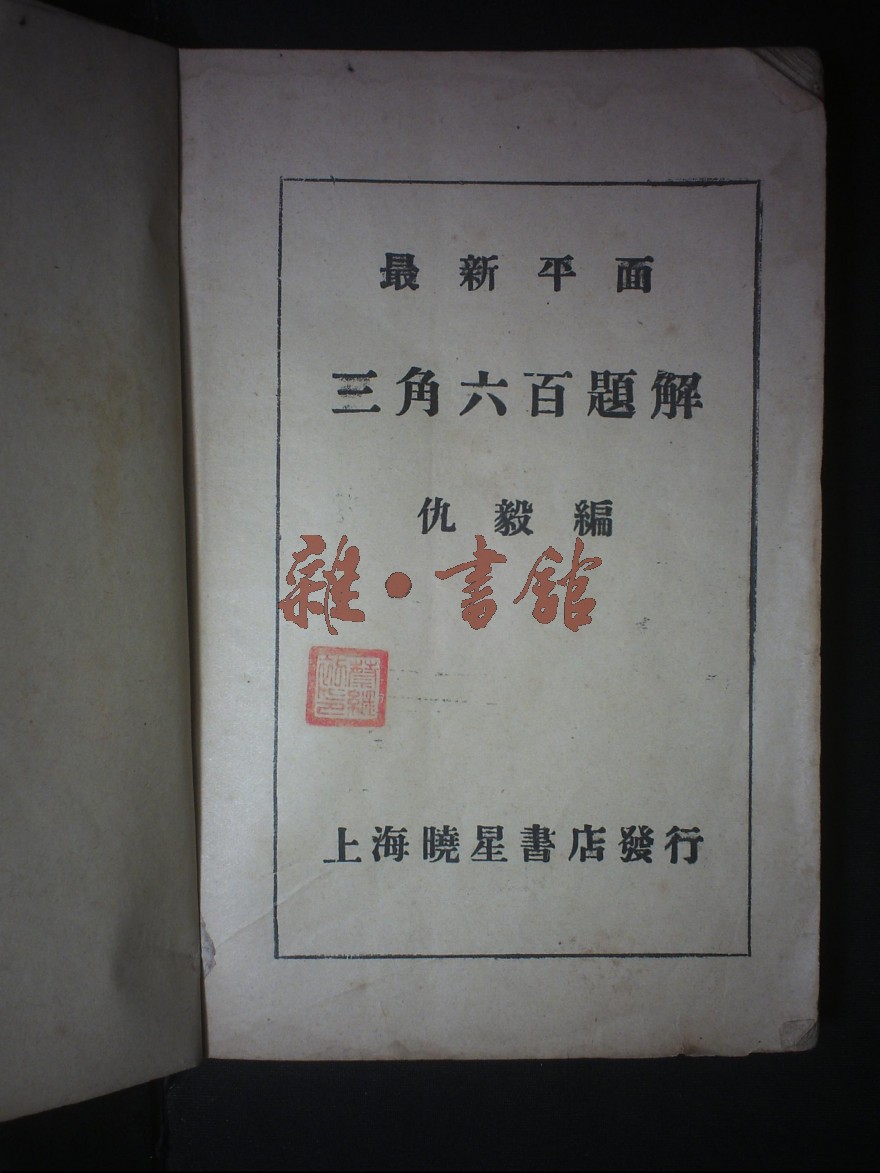 最新平面
三角六百題解
仇毅編
雜·書館
上海曉星書店發行